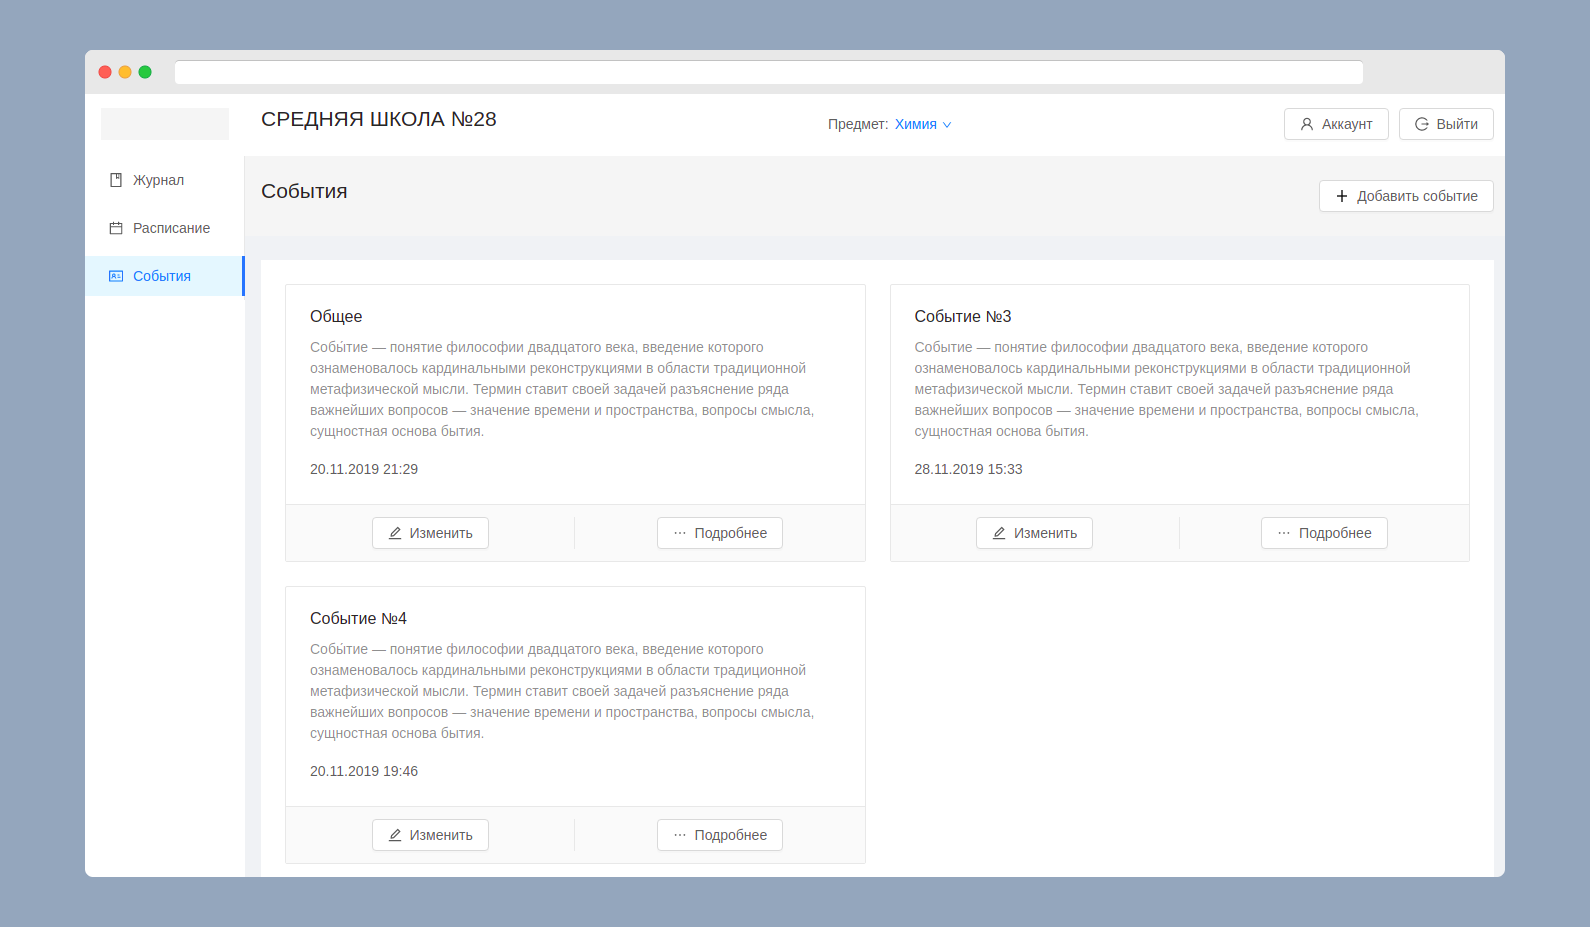 СРЕДНЯЯ ШКОЛА №28
Предмет: Химия
Аккаунт
Выйти
Журнал
Расписание
События
События
Добавить событие
Общее
Собы́тие — понятие философии двадцатого века, введение которого
ознаменовалось кардинальными реконструкциями в области традиционной
метафизической мысли. Термин ставит своей задачей разъяснение ряда
важнейших вопросов — значение времени и пространства, вопросы смысла,
сущностная основа бытия.
20.11.2019 21:29
Изменить
Подробнее
Событие №3
Событие — понятие философии двадцатого века, введение которого
ознаменовалось кардинальными реконструкциями в области традиционной
метафизической мысли. Термин ставит своей задачей разъяснение ряда
важнейших вопросов — значение времени и пространства, вопросы смысла,
сущностная основа бытия.
28.11.2019 15:33
Изменить
Подробнее
Событие №4
Собы́тие — понятие философии двадцатого века, введение которого
ознаменовалось кардинальными реконструкциями в области традиционной
метафизической мысли. Термин ставит своей задачей разъяснение ряда
важнейших вопросов — значение времени и пространства, вопросы смысла,
сущностная основа бытия.
20.11.2019 19:46
Изменить
Подробнее